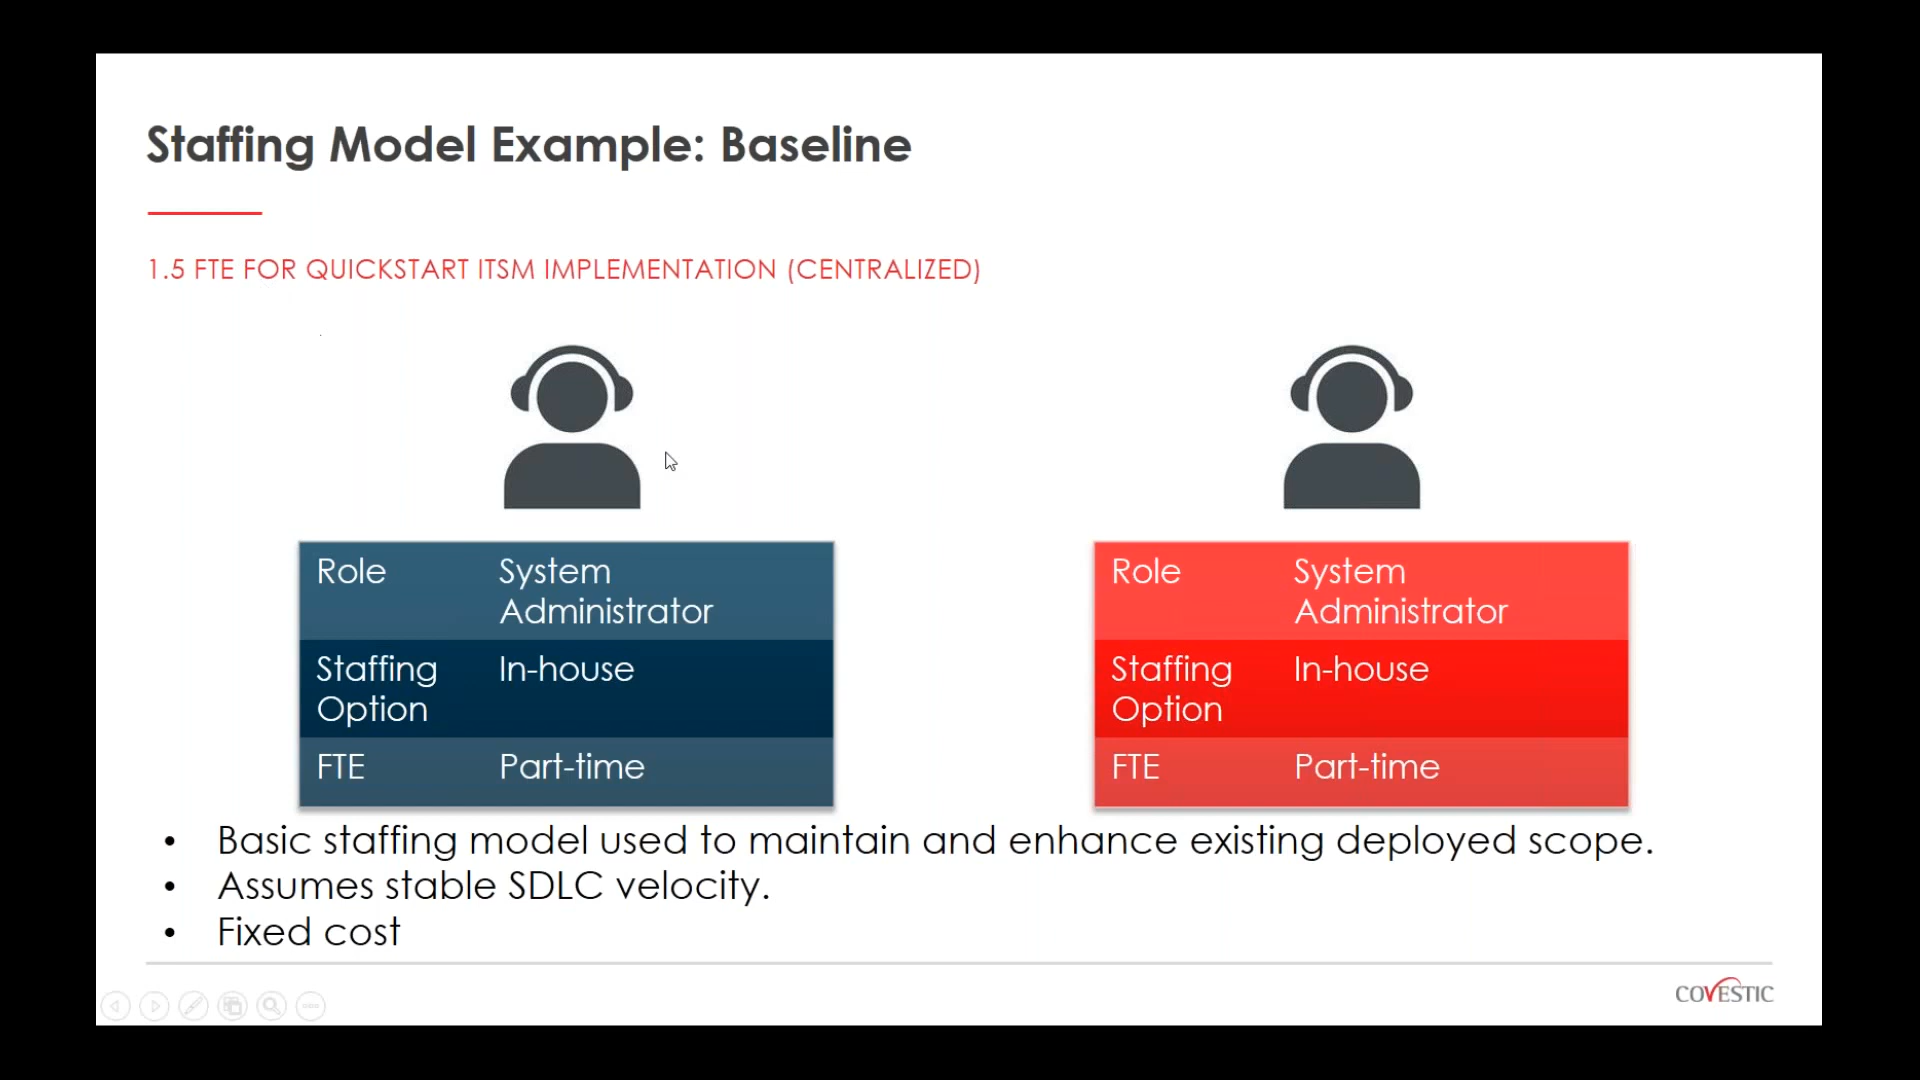 Staffing Model Example: Baseline
1.5 FTE FOR QUICKSTART ITSM IMPLEMENTATION (CENTRALIZED)
Role System
Administrator
Staffing In-house
Option
FTE Part-time
Role System
Administrator
Staffing In-house
Option
FTE Part-time
• Basic staffing model used to maintain and enhance existing deployed scope.
• Assumes stable SDLC velocity.
• Fixed cost
COVESTIC